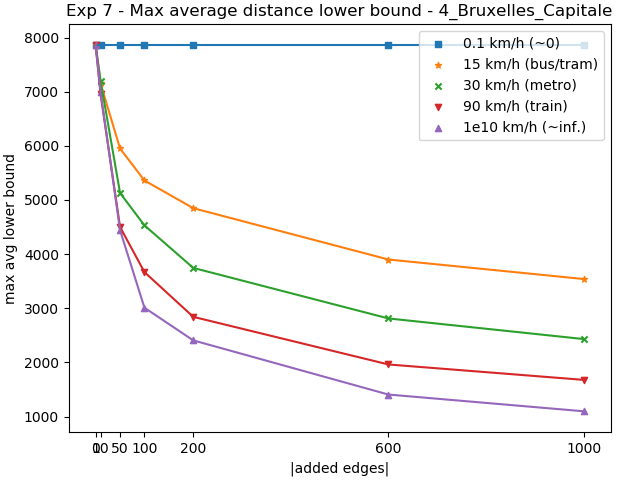 Exp 7 - Max average distance lower bound - 4_Bruxelles_Capitale
8000
7000
6000
5000
4000
3000
2000
1000
max avg lower bound
0.1 km/h (~0)
15 km/h (bus/tram)
30 km/h (metro)
90 km/h (train)
1e10 km/h (~inf.)
0 10 50 100 200 600 1000
|added edges|